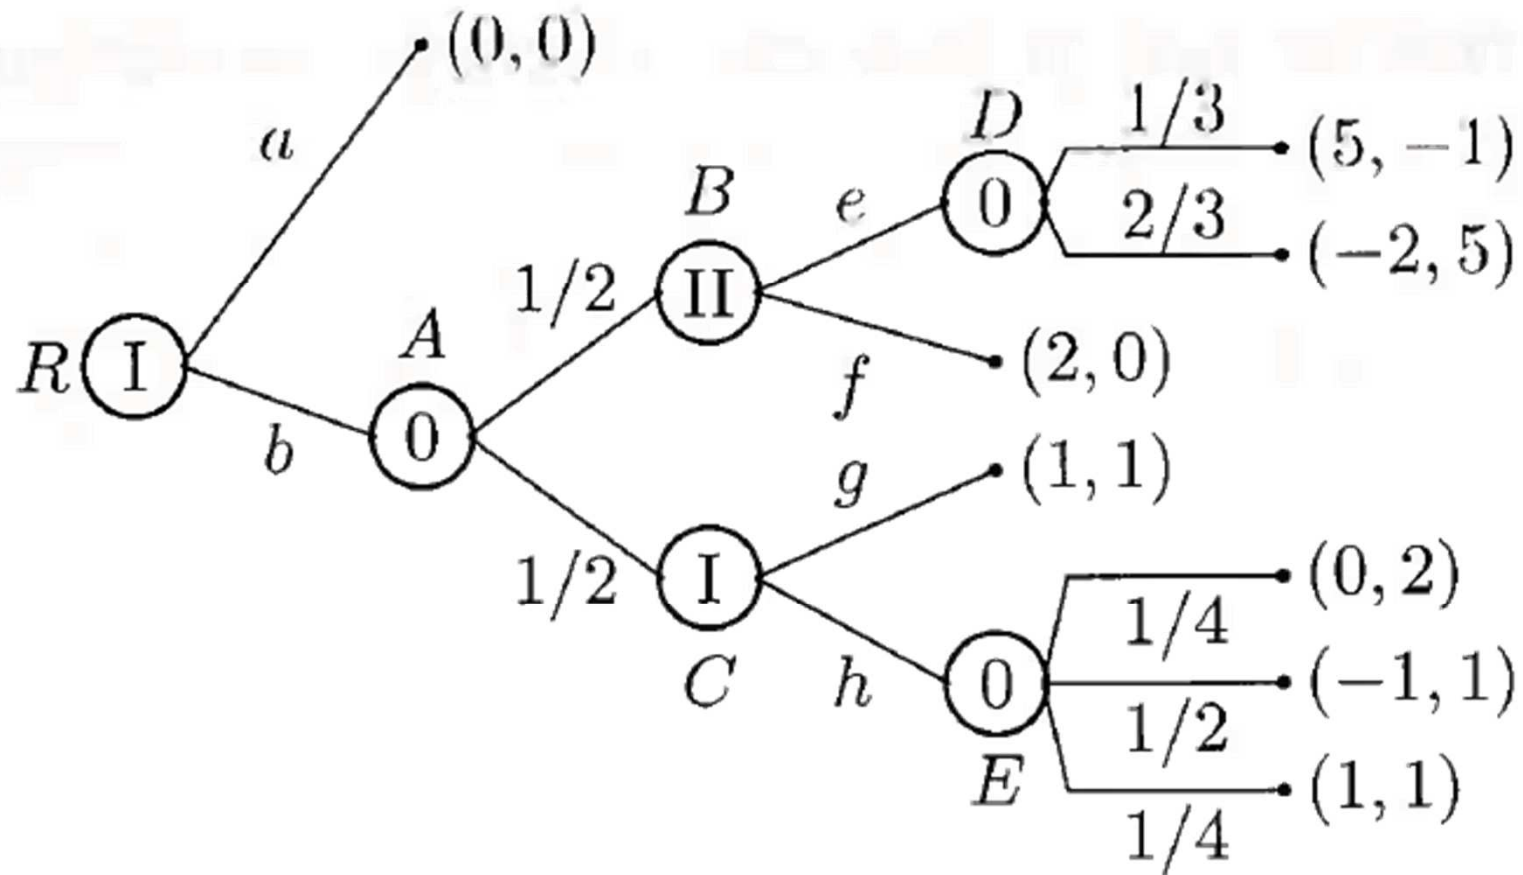 (0, 0)
a
D
1/3
(5, −1)
B
e
0
2/3
(−2, 5)
1/2
II
A
R
I
f
(2, 0)
b
0
g
(1, 1)
1/2
I
C
h
(0, 2)
1/4
0
(−1, 1)
1/2
E
(1, 1)
1/4